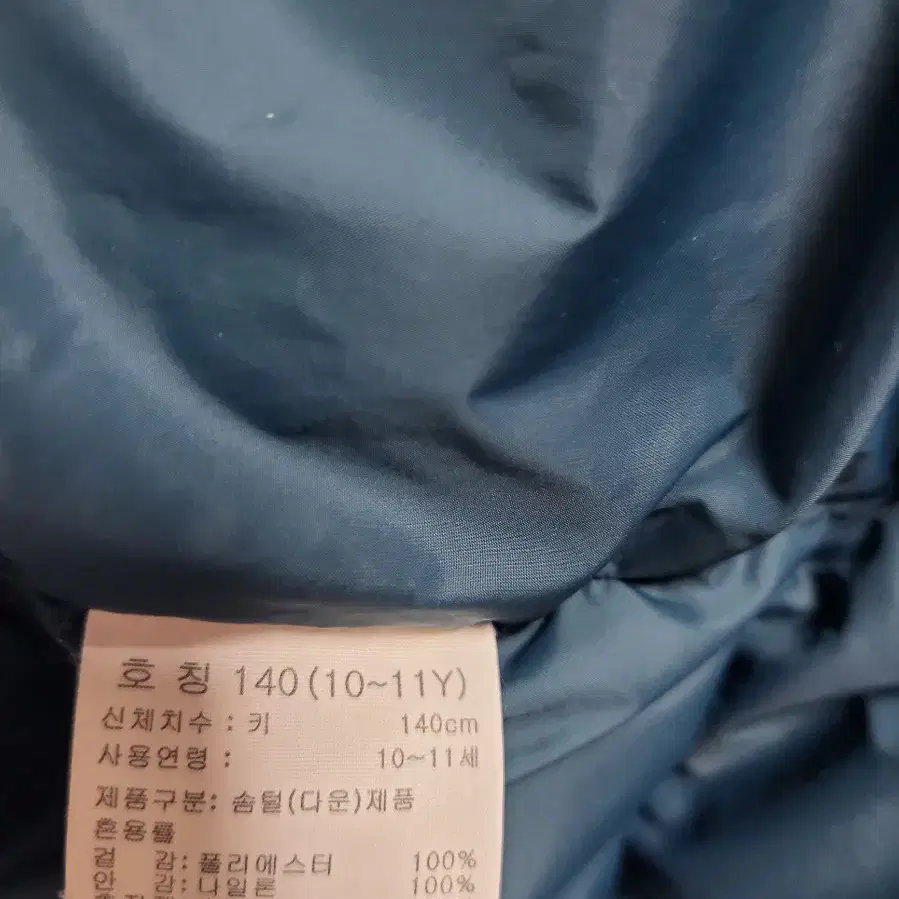 호 칭 140(10~11Y)
신체치수 : 키 140cm
사용연령 : 10~11세
제품구분: 솜털(다운)제품
혼용률
겉 감: 폴리에스터 100%
안 감: 나일론 100%